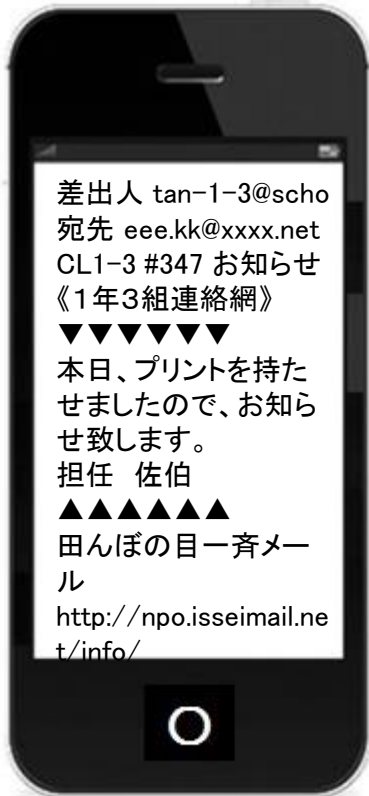 差出人 tan-1-3@scho
宛先 eee.kk@xxxx.net
CL1-3 #347 お知らせ
《１年３組連絡網》
▼▼▼▼▼▼
本日、プリントを持た
せましたので、お知ら
せ致します。
担任　佐伯
▲▲▲▲▲▲
田んぼの目一斉メー
ル
http://npo.isseimail.ne
t/info/